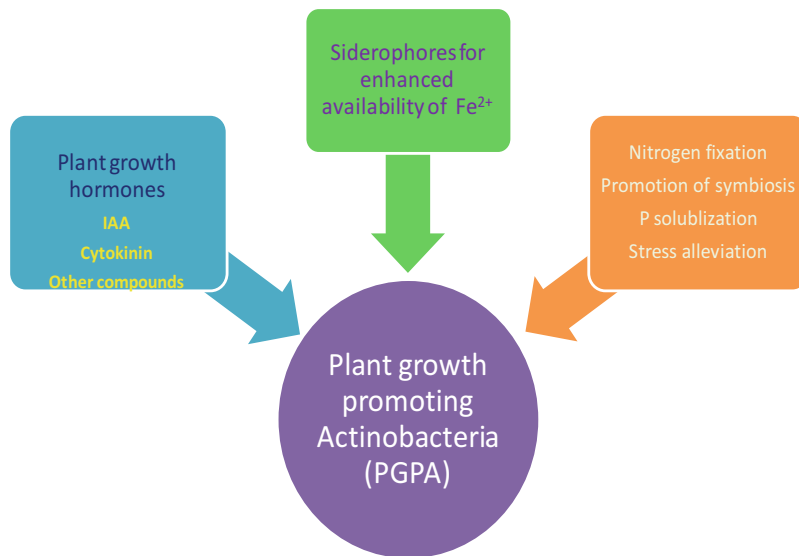 Siderophores for
enhanced
availability of Fe²⁺
Plant growth
hormones
IAA
Cytokinin
Other compounds
Nitrogen fixation
Promotion of symbiosis
P solublization
Stress alleviation
Plant growth
promoting
Actinobacteria
(PGPA)